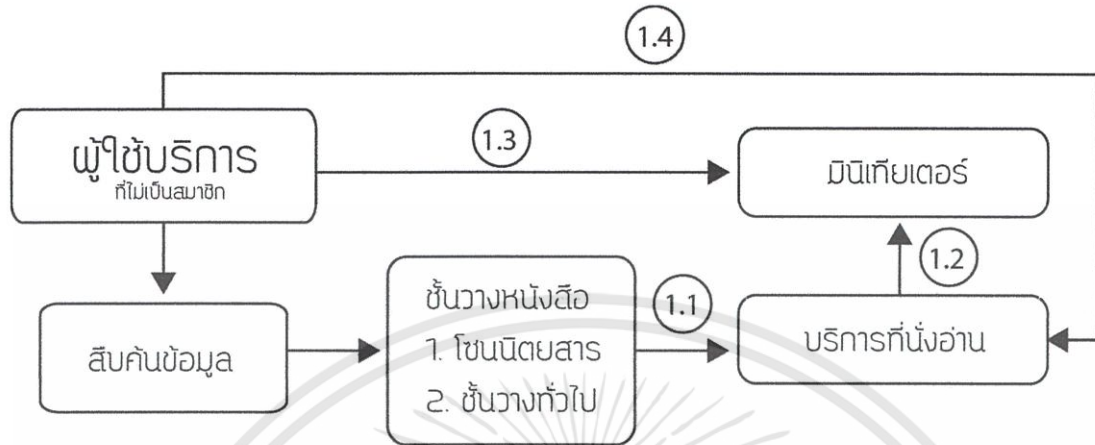 1.4
ผู้ใช้บริการ
ที่ไม่เป็นสมาชิก
1.3
มินิเทียเตอร์
1.2
สืบค้นข้อมูล
ชั้นวางหนังสือ
1. โซนนิตยสาร
2. ชั้นวางทั่วไป
1.1
บริการที่นั่งอ่าน